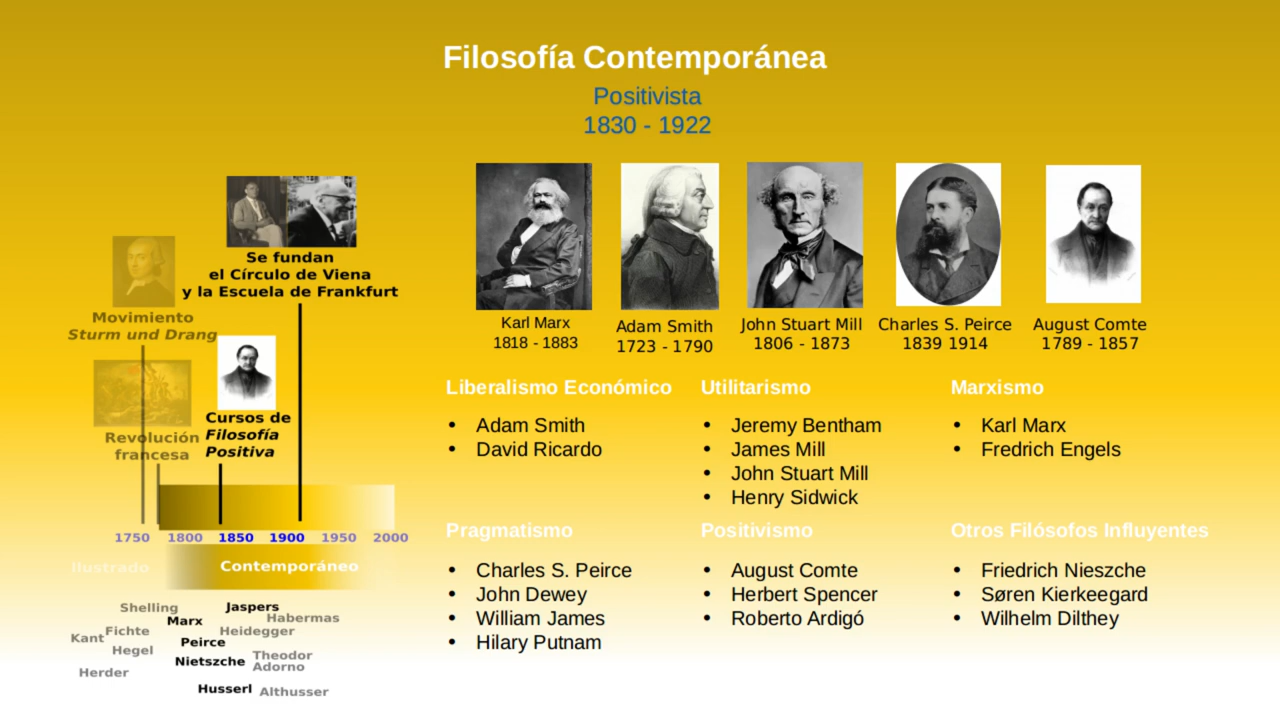 Filosofía Contemporánea
Positivista
1830 - 1922
Se fundan
el Círculo de Viena
y la Escuela de Frankfurt
Movimiento
Sturm und Drang
Cursos de
Filosofía
Positiva
Revolución
francesa
1750 1800 1850 1900 1950 2000
Ilustrado Contemporáneo
Shelling
Jaspers
Marx
Habermas
Kant
Fichte
Heidegger
Peirce
Hegel
Nietszche
Theodor
Adorno
Herder
Husserl
Althusser
Karl Marx
1818 - 1883
Adam Smith
1723 - 1790
John Stuart Mill
1806 - 1873
Charles S. Peirce
1839 1914
August Comte
1789 - 1857
Liberalismo Económico
• Adam Smith
• David Ricardo
Utilitarismo
• Jeremy Bentham
• James Mill
• John Stuart Mill
• Henry Sidwick
Marxismo
• Karl Marx
• Fredrich Engels
Pragmatismo
• Charles S. Peirce
• John Dewey
• William James
• Hilary Putnam
Positivismo
• August Comte
• Herbert Spencer
• Roberto Ardigó
Otros Filósofos Influyentes
• Friedrich Nieszche
• Søren Kierkeegard
• Wilhelm Dilthey